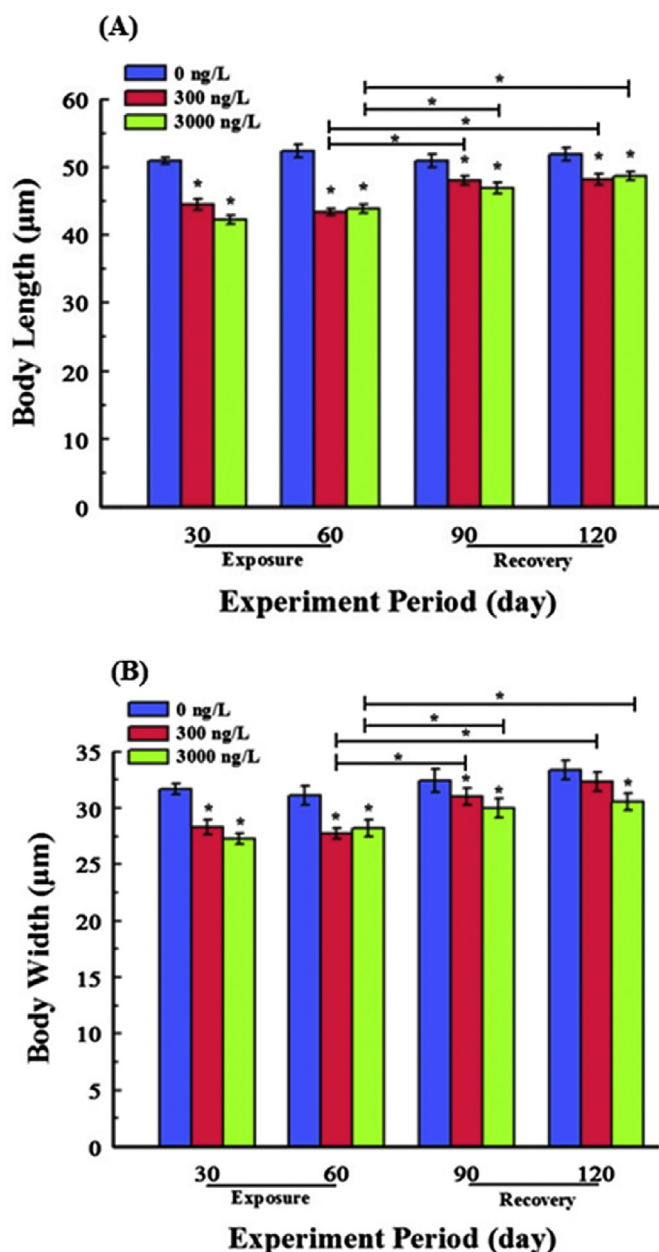 (A)
0 ng/L
300 ng/L
3000 ng/L
* * * * * * * * * * * *
60
50
40
30
20
10
0
Body Length (µm)
30 60 90 120
Exposure Recovery
Experiment Period (day)
(B)
0 ng/L
300 ng/L
3000 ng/L
* * * * * * * * * * *
35
30
25
20
15
10
5
0
Body Width (µm)
30 60 90 120
Exposure Recovery
Experiment Period (day)